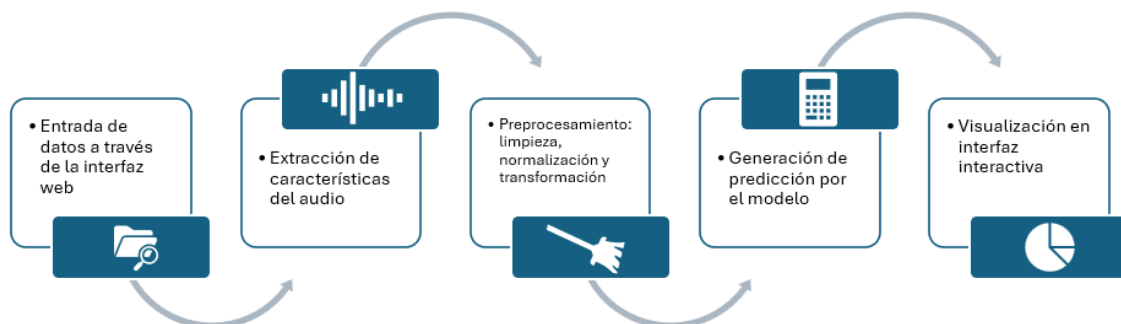 • Entrada de
datos a través
de la interfaz
web
• Extracción de
características
del audio
• Preprocesamiento:
limpieza,
normalización y
transformación
• Generación de
predicción por
el modelo
• Visualización en
interfaz
interactiva